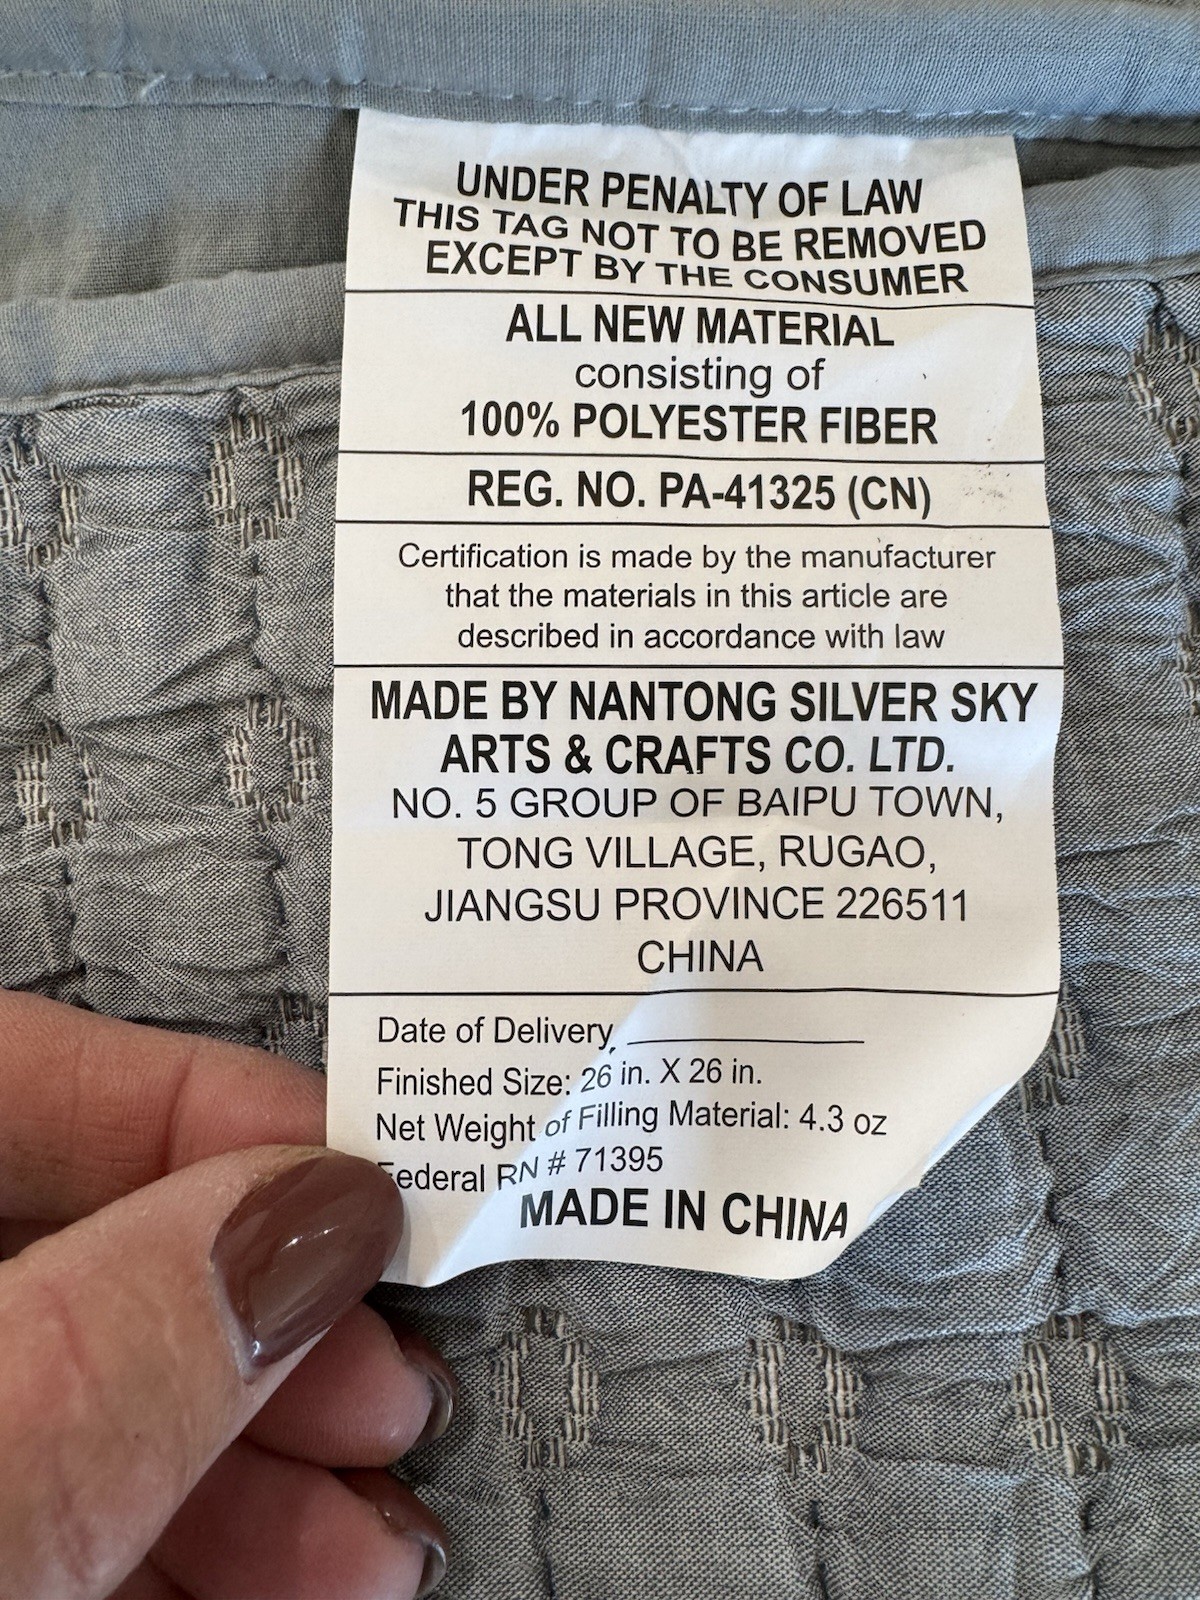 UNDER PENALTY OF LAW
THIS TAG NOT TO BE REMOVED
EXCEPT BY THE CONSUMER
ALL NEW MATERIAL
consisting of
100% POLYESTER FIBER
REG. NO. PA-41325 (CN)
Certification is made by the manufacturer
that the materials in this article are
described in accordance with law
MADE BY NANTONG SILVER SKY
ARTS & CRAFTS CO. LTD.
NO. 5 GROUP OF BAIPU TOWN,
TONG VILLAGE, RUGAO,
JIANGSU PROVINCE 226511
CHINA
Date of Delivery
Finished Size: 26 in. X 26 in.
Net Weight of Filling Material: 4.3 oz
Federal RN # 71395
MADE IN CHINA